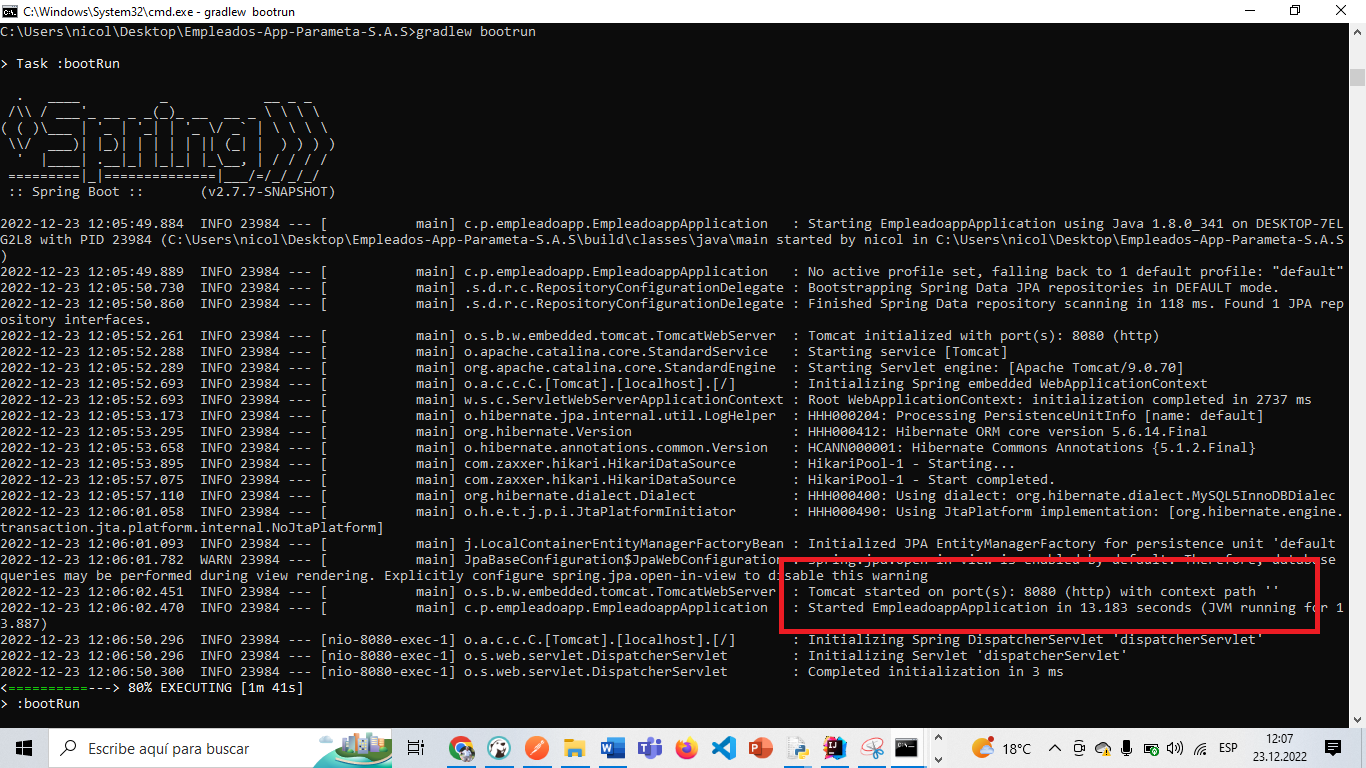 C:\Windows\System32\cmd.exe - gradlew  bootrun
C:\Users\nicol\Desktop\Empleados-App-Parameta-S.A.S>gradlew bootrun
> Task :bootRun
  .   ____          _            __ _ _
 /\\ / ___'_ __ _ _(_)_ __  __ _ \ \ \ \
( ( )\___ | '_ | '_| | '_ \/ _` | \ \ \ \
 \\/  ___)| |_)| | | | | || (_| |  ) ) ) )
  '  |____| .__|_| |_|_| |_\__, | / / / /
 =========|_|==============|___/=/_/_/_/
 :: Spring Boot ::       (v2.7.7-SNAPSHOT)
2022-12-23 12:05:49.884  INFO 23984 --- [           main] c.p.empleadoapp.EmpleadoappApplication   : Starting EmpleadoappApplication using Java 1.8.0_341 on DESKTOP-7EL
G2L8 with PID 23984 (C:\Users\nicol\Desktop\Empleados-App-Parameta-S.A.S\build\classes\java\main started by nicol in C:\Users\nicol\Desktop\Empleados-App-Parameta-S.A.S
)
2022-12-23 12:05:49.889  INFO 23984 --- [           main] c.p.empleadoapp.EmpleadoappApplication   : No active profile set, falling back to 1 default profile: "default"
2022-12-23 12:05:50.730  INFO 23984 --- [           main] .s.d.r.c.RepositoryConfigurationDelegate : Bootstrapping Spring Data JPA repositories in DEFAULT mode.
2022-12-23 12:05:50.860  INFO 23984 --- [           main] .s.d.r.c.RepositoryConfigurationDelegate : Finished Spring Data repository scanning in 118 ms. Found 1 JPA rep
ository interfaces.
2022-12-23 12:05:52.261  INFO 23984 --- [           main] o.s.b.w.embedded.tomcat.TomcatWebServer  : Tomcat initialized with port(s): 8080 (http)
2022-12-23 12:05:52.288  INFO 23984 --- [           main] o.apache.catalina.core.StandardService   : Starting service [Tomcat]
2022-12-23 12:05:52.289  INFO 23984 --- [           main] org.apache.catalina.core.StandardEngine  : Starting Servlet engine: [Apache Tomcat/9.0.70]
2022-12-23 12:05:52.693  INFO 23984 --- [           main] o.a.c.c.C.[Tomcat].[localhost].[/]       : Initializing Spring embedded WebApplicationContext
2022-12-23 12:05:52.693  INFO 23984 --- [           main] w.s.c.ServletWebServerApplicationContext : Root WebApplicationContext: initialization completed in 2737 ms
2022-12-23 12:05:53.173  INFO 23984 --- [           main] o.hibernate.jpa.internal.util.LogHelper  : HHH000204: Processing PersistenceUnitInfo [name: default]
2022-12-23 12:05:53.295  INFO 23984 --- [           main] org.hibernate.Version                    : HHH000412: Hibernate ORM core version 5.6.14.Final
2022-12-23 12:05:53.658  INFO 23984 --- [           main] o.hibernate.annotations.common.Version   : HCANN000001: Hibernate Commons Annotations {5.1.2.Final}
2022-12-23 12:05:53.895  INFO 23984 --- [           main] com.zaxxer.hikari.HikariDataSource       : HikariPool-1 - Starting...
2022-12-23 12:05:57.075  INFO 23984 --- [           main] com.zaxxer.hikari.HikariDataSource       : HikariPool-1 - Start completed.
2022-12-23 12:05:57.110  INFO 23984 --- [           main] org.hibernate.dialect.Dialect            : HHH000400: Using dialect: org.hibernate.dialect.MySQL5InnoDBDialec
2022-12-23 12:06:01.058  INFO 23984 --- [           main] o.h.e.t.j.p.i.JtaPlatformInitiator       : HHH000490: Using JtaPlatform implementation: [org.hibernate.engine.
transaction.jta.platform.internal.NoJtaPlatform]
2022-12-23 12:06:01.093  INFO 23984 --- [           main] j.LocalContainerEntityManagerFactoryBean : Initialized JPA EntityManagerFactory for persistence unit 'default
2022-12-23 12:06:01.782  WARN 23984 --- [           main] JpaBaseConfiguration$JpaWebConfiguration : spring.jpa.open-in-view is enabled by default. Therefore, database
queries may be performed during view rendering. Explicitly configure spring.jpa.open-in-view to disable this warning
2022-12-23 12:06:02.451  INFO 23984 --- [           main] o.s.b.w.embedded.tomcat.TomcatWebServer  : Tomcat started on port(s): 8080 (http) with context path ''
2022-12-23 12:06:02.470  INFO 23984 --- [           main] c.p.empleadoapp.EmpleadoappApplication   : Started EmpleadoappApplication in 13.183 seconds (JVM running for 1
3.887)
2022-12-23 12:06:50.296  INFO 23984 --- [nio-8080-exec-1] o.a.c.c.C.[Tomcat].[localhost].[/]       : Initializing Spring DispatcherServlet 'dispatcherServlet'
2022-12-23 12:06:50.296  INFO 23984 --- [nio-8080-exec-1] o.s.web.servlet.DispatcherServlet        : Initializing Servlet 'dispatcherServlet'
2022-12-23 12:06:50.300  INFO 23984 --- [nio-8080-exec-1] o.s.web.servlet.DispatcherServlet        : Completed initialization in 3 ms
<==========---> 80% EXECUTING [1m 41s]
> :bootRun
Escribe aquí para buscar
18°C
ESP
12:07
23.12.2022